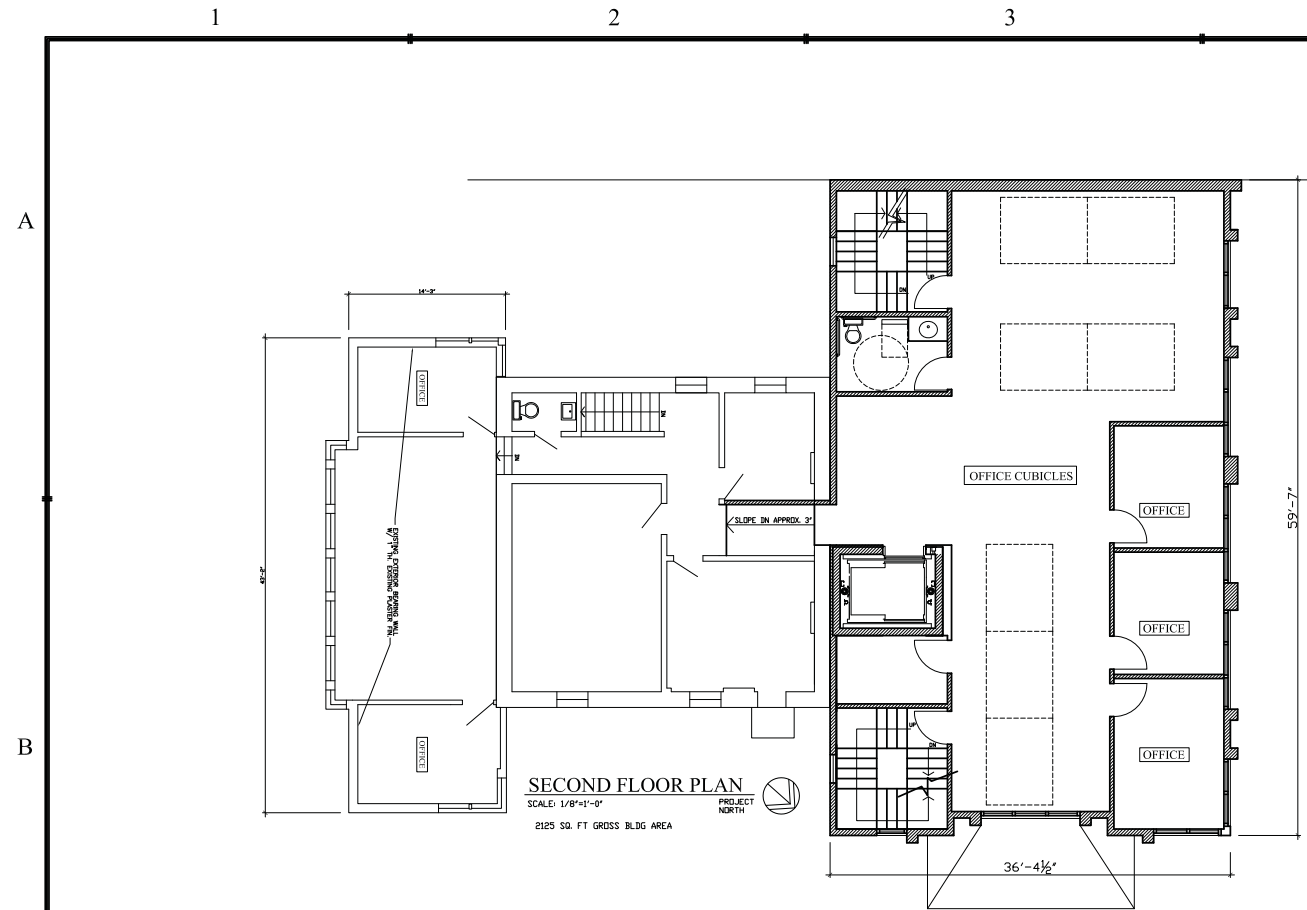 1
2
3
A
B
14'-3"
43'-2"
OFFICE
OFFICE
EXISTING EXTERIOR BEARING WALL
W/ 1" TH. EXISTING PLASTER FIN.
DN
DN
SLOPE DN APPROX. 3"
UP
DN
OFFICE CUBICLES
OFFICE
OFFICE
OFFICE
59'-7"
UP
DN
36'-4½"
SECOND FLOOR PLAN
SCALE: 1/8"=1'-0"
PROJECT
NORTH
2125 SQ. FT GROSS BLDG AREA